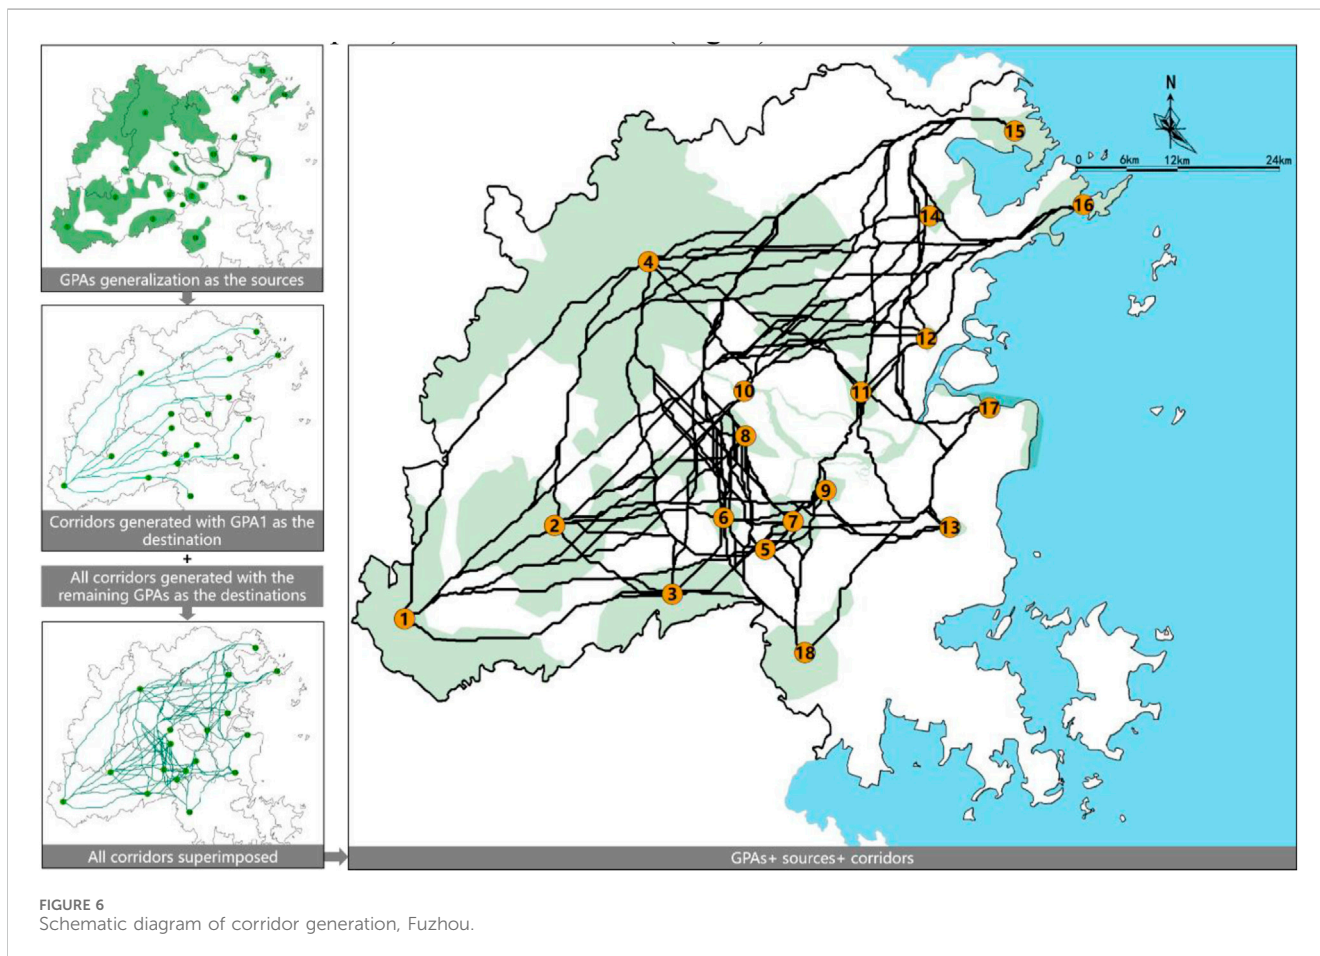 GPAs generalization as the sources
Corridors generated with GPA1 as the
destination
+
All corridors generated with the
remaining GPAs as the destinations
All corridors superimposed
N
0 6km 12km 24km
15
16
14
4
12
10
11
17
8
9
2
6
7
13
5
3
1
18
GPAs+ sources+ corridors
FIGURE 6
Schematic diagram of corridor generation, Fuzhou.